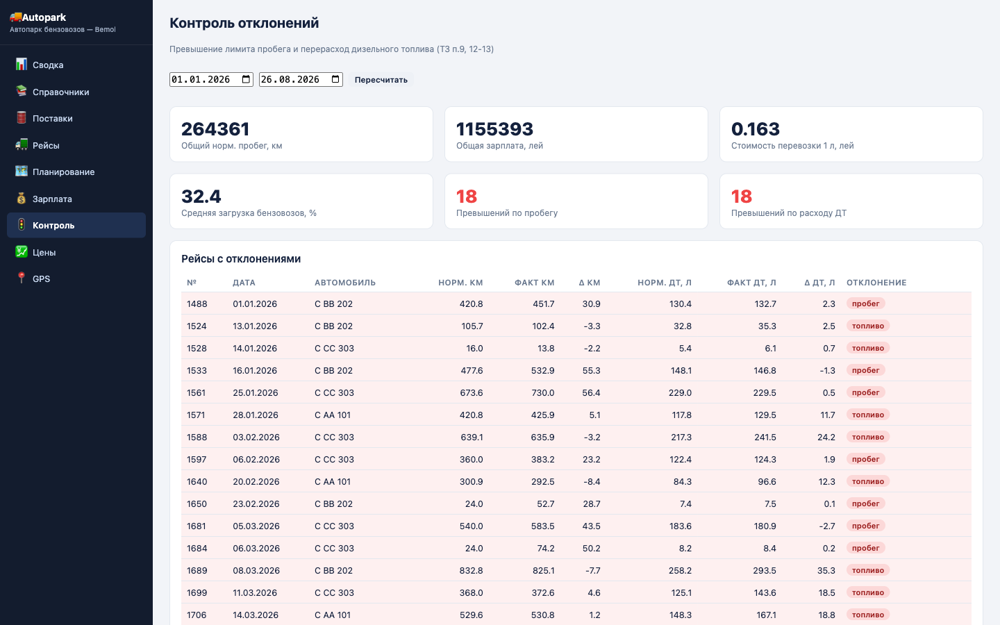 Autopark
Автопарк бензовозов — Bemol
Сводка
Справочники
Поставки
Рейсы
Планирование
Зарплата
Контроль
Цены
GPS
Контроль отклонений
Превышение лимита пробега и перерасход дизельного топлива (ТЗ п.9, 12-13)
01.01.2026 26.08.2026 Пересчитать
264361
Общий норм. пробег, км
1155393
Общая зарплата, лей
0.163
Стоимость перевозки 1 л, лей
32.4
Средняя загрузка бензовозов, %
18
Превышений по пробегу
18
Превышений по расходу ДТ
Рейсы с отклонениями
№ ДАТА АВТОМОБИЛЬ НОРМ. КМ ФАКТ КМ Δ КМ НОРМ. ДТ, Л ФАКТ ДТ, Л Δ ДТ, Л ОТКЛОНЕНИЕ
1488 01.01.2026 C BB 202 420.8 451.7 30.9 130.4 132.7 2.3 пробег
1524 13.01.2026 C BB 202 105.7 102.4 -3.3 32.8 35.3 2.5 топливо
1528 14.01.2026 C CC 303 16.0 13.8 -2.2 5.4 6.1 0.7 топливо
1533 16.01.2026 C BB 202 477.6 532.9 55.3 148.1 146.8 -1.3 пробег
1561 25.01.2026 C CC 303 673.6 730.0 56.4 229.0 229.5 0.5 пробег
1571 28.01.2026 C AA 101 420.8 425.9 5.1 117.8 129.5 11.7 топливо
1588 03.02.2026 C CC 303 639.1 635.9 -3.2 217.3 241.5 24.2 топливо
1597 06.02.2026 C CC 303 360.0 383.2 23.2 122.4 124.3 1.9 пробег
1640 20.02.2026 C AA 101 300.9 292.5 -8.4 84.3 96.6 12.3 топливо
1650 23.02.2026 C BB 202 24.0 52.7 28.7 7.4 7.5 0.1 пробег
1681 05.03.2026 C CC 303 540.0 583.5 43.5 183.6 180.9 -2.7 пробег
1684 06.03.2026 C CC 303 24.0 74.2 50.2 8.2 8.4 0.2 пробег
1689 08.03.2026 C BB 202 832.8 825.1 -7.7 258.2 293.5 35.3 топливо
1699 11.03.2026 C CC 303 368.0 372.6 4.6 125.1 143.6 18.5 топливо
1706 14.03.2026 C AA 101 529.6 530.8 1.2 148.3 167.1 18.8 топливо